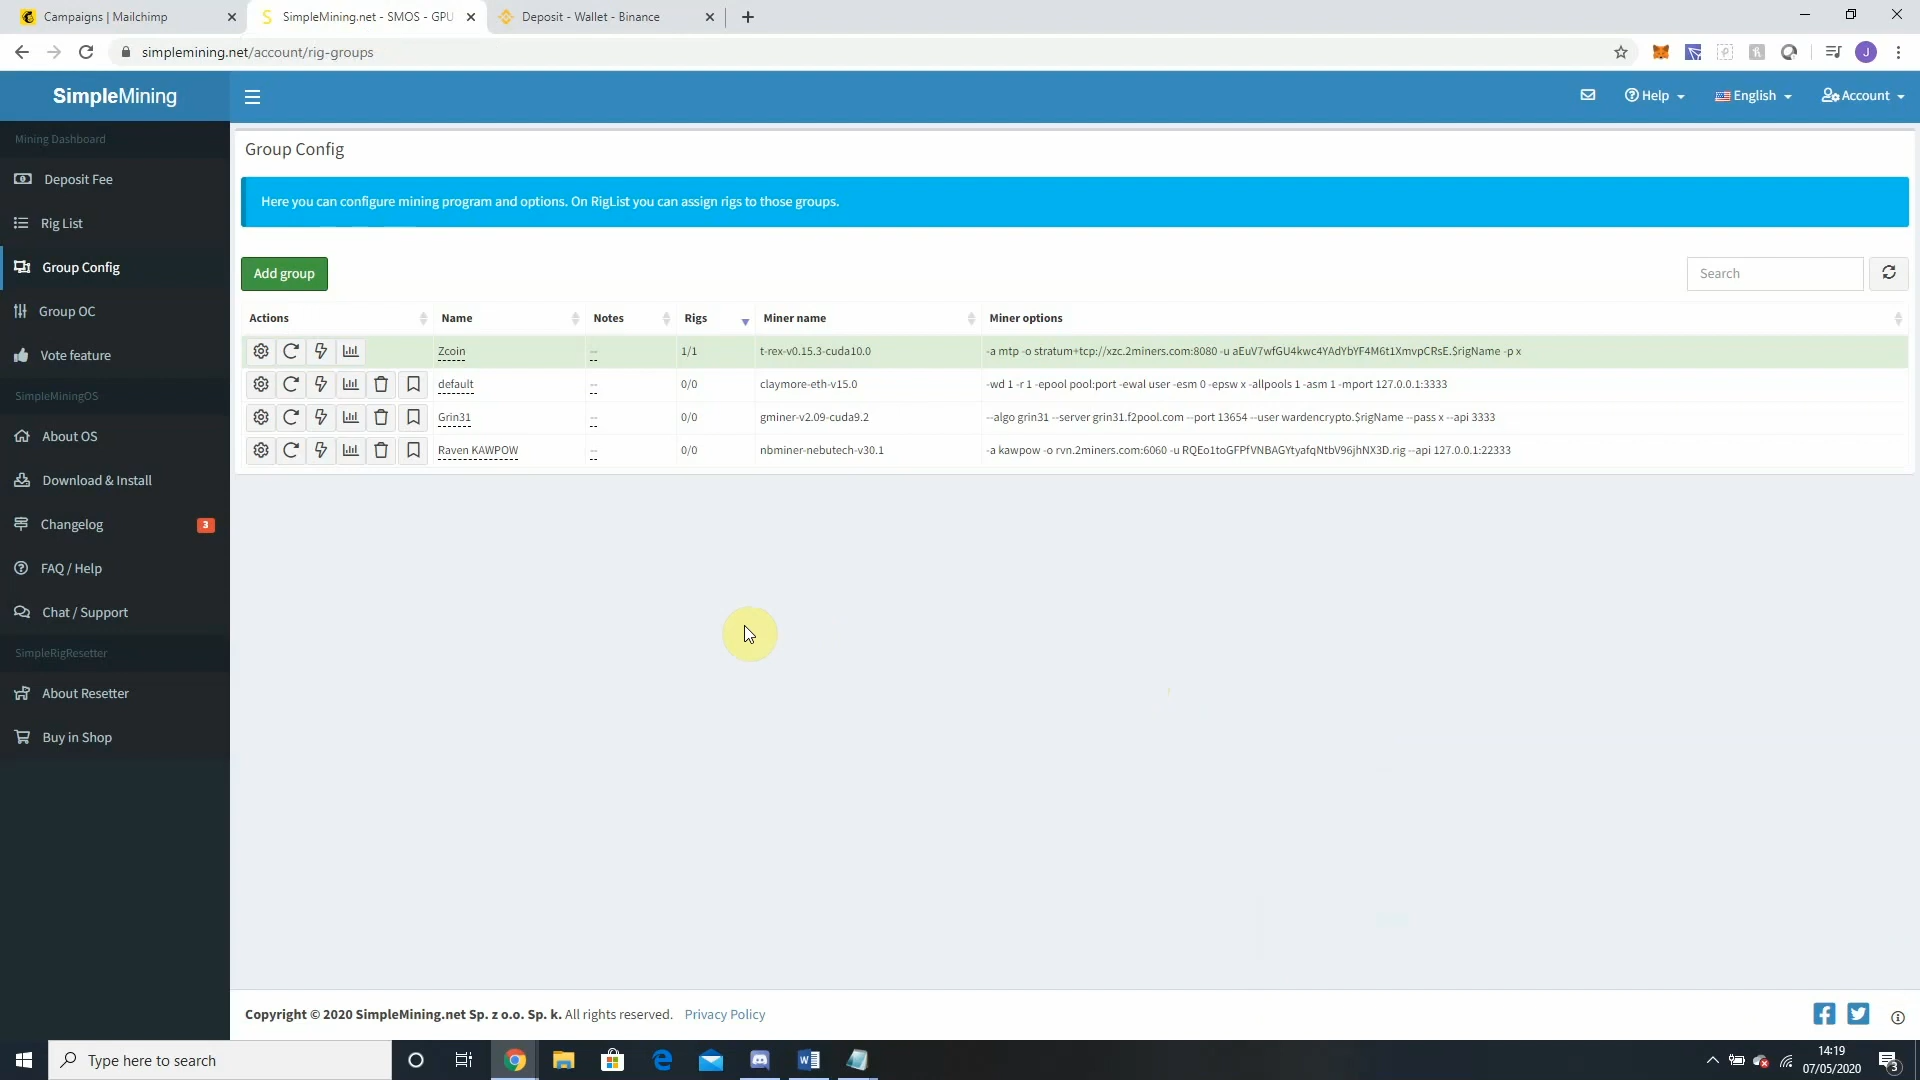 Campaigns | Mailchimp
SimpleMining.net - SMOS - GPU
Deposit - Wallet - Binance
simplemining.net/account/rig-groups
J
SimpleMining
Help
English
Account
Mining Dashboard
Deposit Fee
Rig List
Group Config
Group OC
Vote feature
SimpleMiningOS
About OS
Download & Install
Changelog
3
FAQ / Help
Chat / Support
SimpleRigResetter
About Resetter
Buy in Shop
Group Config
Here you can configure mining program and options. On RigList you can assign rigs to those groups.
Add group
Search
Actions Name Notes Rigs Miner name Miner options
Zcoin -- 1/1 t-rex-v0.15.3-cuda10.0 -a mtp -o stratum+tcp://xzc.2miners.com:8080 -u aEuV7wfGU4kwc4YAdYbYF4M6t1XmvpCRsE.$rigName -p x
default -- 0/0 claymore-eth-v15.0 -wd 1 -r 1 -epool pool:port -ewal user -esm 0 -epsw x -allpools 1 -asm 1 -mport 127.0.0.1:3333
Grin31 -- 0/0 gminer-v2.09-cuda9.2 --algo grin31 --server grin31.f2pool.com --port 13654 --user wardencrypto.$rigName --pass x --api 3333
Raven KAWPOW -- 0/0 nbminer-nebutech-v30.1 -a kawpow -o rvn.2miners.com:6060 -u RQEo1toGFPfVNBAGYtyafqNtbV96jhNX3D.rig --api 127.0.0.1:22333
Copyright © 2020 SimpleMining.net Sp. z o.o. Sp. k. All rights reserved. Privacy Policy
Type here to search
14:19
07/05/2020
3